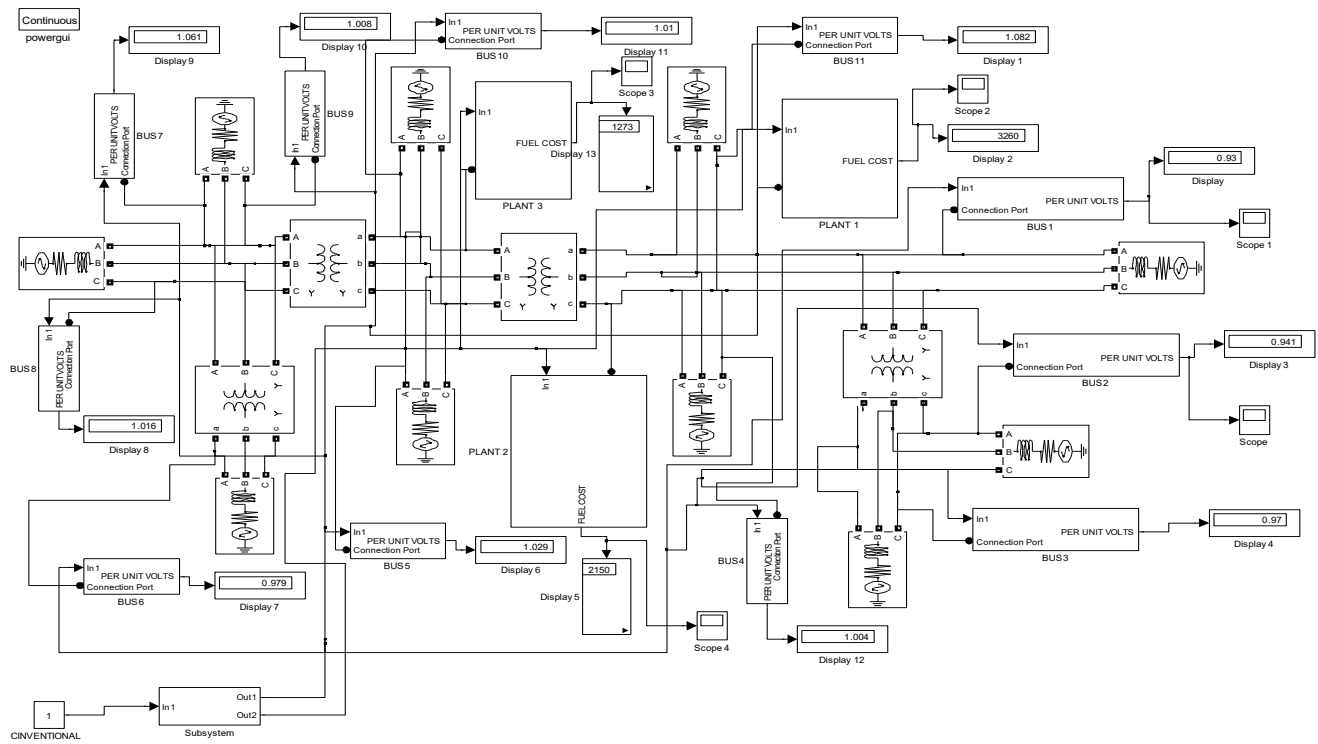 Continuous
powergui
1.061
Display 9
1.008
Display 10
In1
Connection Port
PER UNIT VOLTS
BUS10
1.01
Display 11
In1
Connection Port
PER UNIT VOLTS
BUS11
1.082
Display 1
In1
Connection Port
PER UNIT VOLTS
BUS7
A
B
C
In1
Connection Port
PER UNIT VOLTS
BUS9
A
B
C
In1
FUEL COST
PLANT 3
Scope 3
1273
Display 13
A
B
C
In1
FUEL COST
PLANT 1
Scope 2
3260
Display 2
0.93
Display
In1
Connection Port
PER UNIT VOLTS
BUS1
Scope 1
A
B
C
A
B
C
a
b
c
Y
Y
A
B
C
a
b
c
Y
Y
A
B
C
In1
Connection Port
PER UNIT VOLTS
BUS8
1.016
Display 8
A
B
C
a
b
c
Y
Y
A
B
C
A
B
C
In1
FUEL COST
PLANT 2
A
B
C
A
B
C
a
b
c
Y
Y
In1
Connection Port
PER UNIT VOLTS
BUS2
0.941
Display 3
Scope
A
B
C
A
B
C
In1
Connection Port
PER UNIT VOLTS
BUS3
0.97
Display 4
In1
Connection Port
PER UNIT VOLTS
BUS6
0.979
Display 7
In1
Connection Port
PER UNIT VOLTS
BUS5
1.029
Display 6
2150
Display 5
Scope 4
In1
Connection Port
PER UNIT VOLTS
BUS4
1.004
Display 12
1
CINVENTIONAL
In1
Out1
Out2
Subsystem